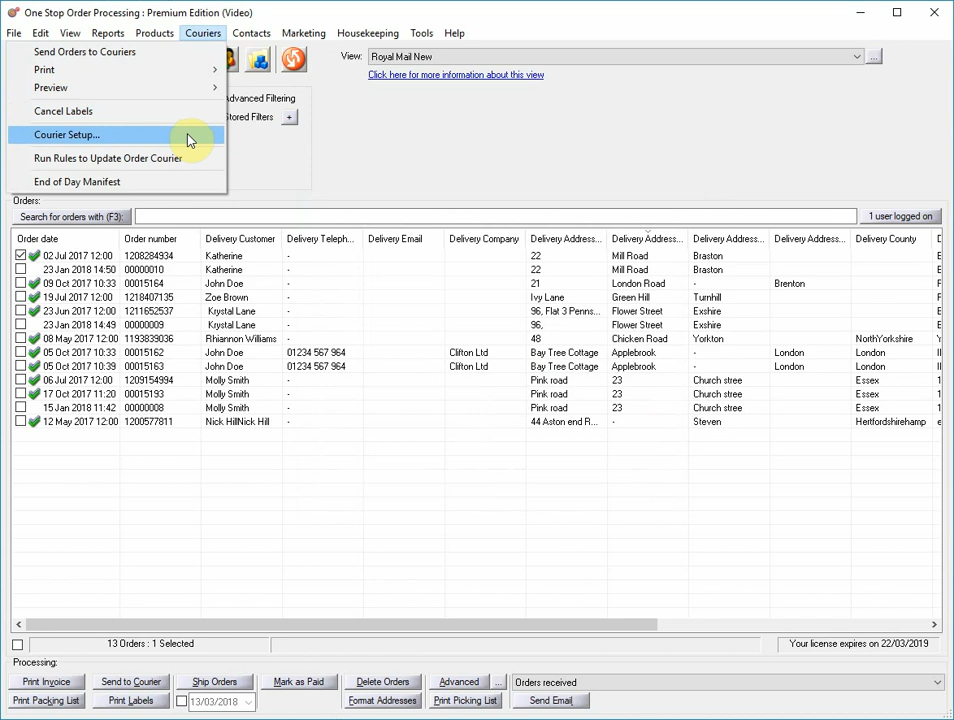 One Stop Order Processing : Premium Edition (Video)
File Edit View Reports Products Couriers Contacts Marketing Housekeeping Tools Help
Send Orders to Couriers
Print
Preview
Cancel Labels
Courier Setup...
Run Rules to Update Order Courier
End of Day Manifest
View: Royal Mail New ...
Click here for more information about this view
Advanced Filtering
Stored Filters +
Orders:
Search for orders with (F3): 1 user logged on
Order date Order number Delivery Customer Delivery Teleph... Delivery Email Delivery Company Delivery Address... Delivery Address... Delivery Address... Delivery Address... Delivery County D
02 Jul 2017 12:00 1208284934 Katherine - 22 Mill Road Braston E
23 Jan 2018 14:50 00000010 Katherine - 22 Mill Road Braston E
09 Oct 2017 10:33 00015164 John Doe - 21 London Road - Brenton F
19 Jul 2017 12:00 1218407135 Zoe Brown - Ivy Lane Green Hill Turnhill F
23 Jun 2017 12:00 1211652537 Krystal Lane - 96, Flat 3 Penns... Flower Street Exshire E
23 Jan 2018 14:49 00000009 Krystal Lane - 96, Flower Street Exshire E
08 May 2017 12:00 1193839036 Rhiannon Williams - 48 Chicken Road Yorkton NorthYorkshire
05 Oct 2017 10:33 00015162 John Doe 01234 567 964 Clifton Ltd Bay Tree Cottage Applebrook - London London
05 Oct 2017 10:39 00015163 John Doe 01234 567 964 Clifton Ltd Bay Tree Cottage Applebrook - London London
06 Jul 2017 12:00 1209154994 Molly Smith - Pink road 23 Church stree Essex 1
17 Oct 2017 11:20 00015193 Molly Smith - Pink road 23 Church stree Essex 1
15 Jan 2018 11:42 00000008 Molly Smith - Pink road 23 Church stree Essex 1
12 May 2017 12:00 1200577811 Nick HillNick Hill - 44 Aston end R... - Steven Hertfordshirehamp e
13 Orders : 1 Selected Your license expires on 22/03/2019
Processing:
Print Invoice Send to Courier Ship Orders Mark as Paid Delete Orders Advanced ... Orders received
Print Packing List Print Labels 13/03/2018 Format Addresses Print Picking List Send Email